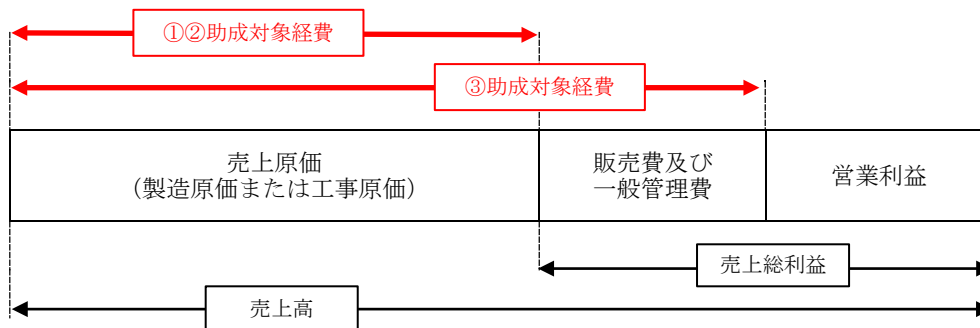 ①②助成対象経費
③助成対象経費
売上原価
（製造原価または工事原価）
販売費及び
一般管理費
営業利益
売上総利益
売上高